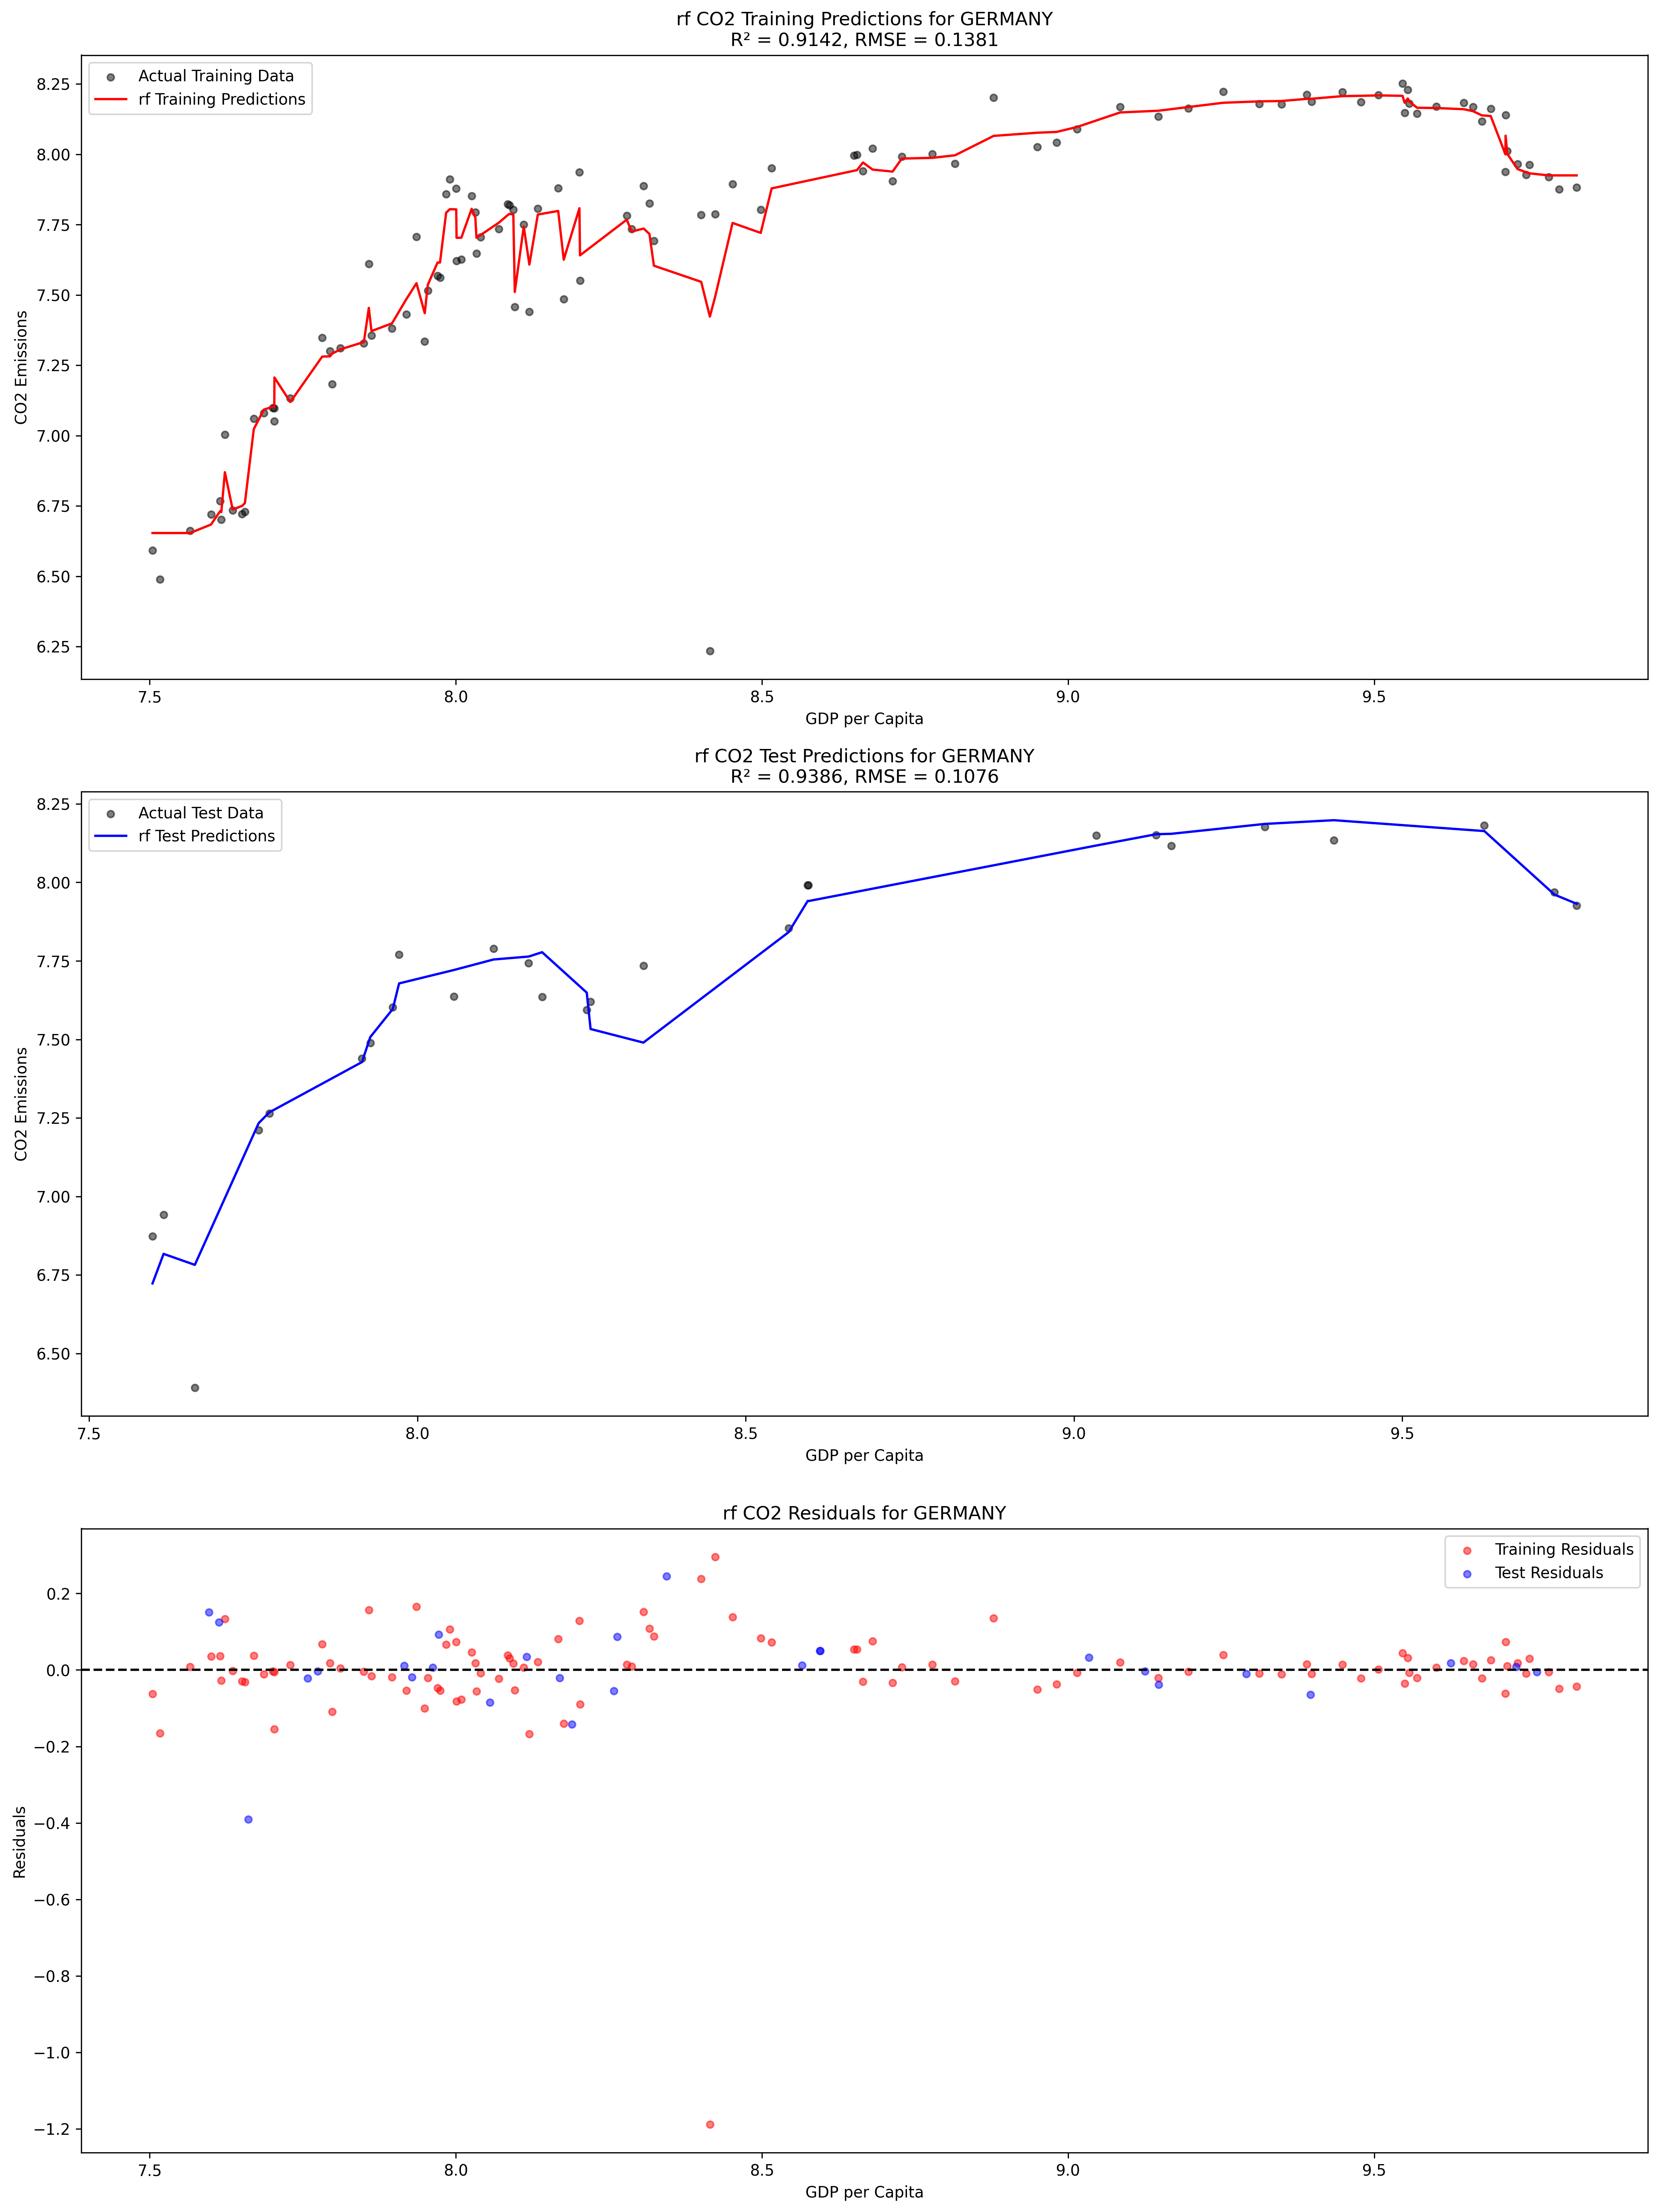 rf CO2 Training Predictions for GERMANY
R² = 0.9142, RMSE = 0.1381
Actual Training Data
rf Training Predictions
8.25
8.00
7.75
7.50
7.25
7.00
6.75
6.50
6.25
CO2 Emissions
7.5 8.0 8.5 9.0 9.5
GDP per Capita
rf CO2 Test Predictions for GERMANY
R² = 0.9386, RMSE = 0.1076
Actual Test Data
rf Test Predictions
8.25
8.00
7.75
7.50
7.25
7.00
6.75
6.50
CO2 Emissions
7.5 8.0 8.5 9.0 9.5
GDP per Capita
rf CO2 Residuals for GERMANY
Training Residuals
Test Residuals
0.2
0.0
−0.2
−0.4
−0.6
−0.8
−1.0
−1.2
Residuals
7.5 8.0 8.5 9.0 9.5
GDP per Capita